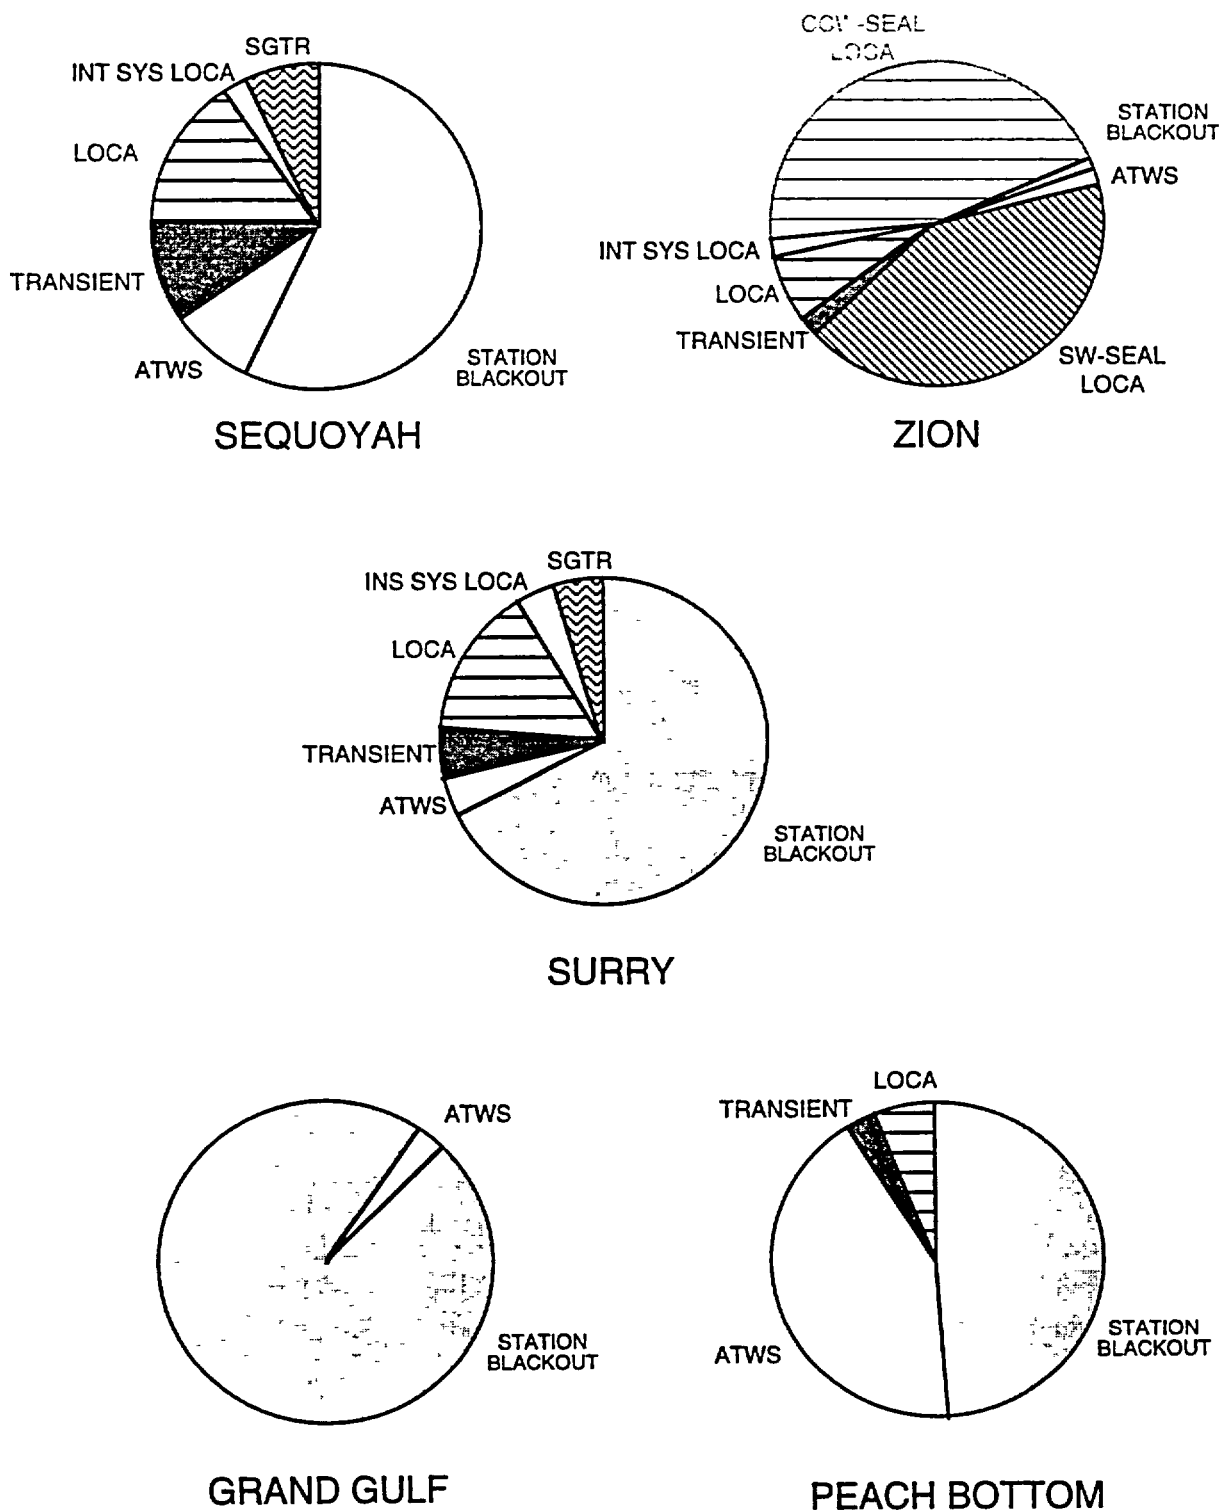 SGTR
INT SYS LOCA
LOCA
TRANSIENT
ATWS
STATION
BLACKOUT
SEQUOYAH
-SEAL
LOCA
STATION
BLACKOUT
ATWS
INT SYS LOCA
LOCA
TRANSIENT
SW-SEAL
LOCA
ZION
SGTR
INS SYS LOCA
LOCA
TRANSIENT
ATWS
STATION
BLACKOUT
SURRY
ATWS
STATION
BLACKOUT
GRAND GULF
LOCA
TRANSIENT
ATWS
STATION
BLACKOUT
PEACH BOTTOM